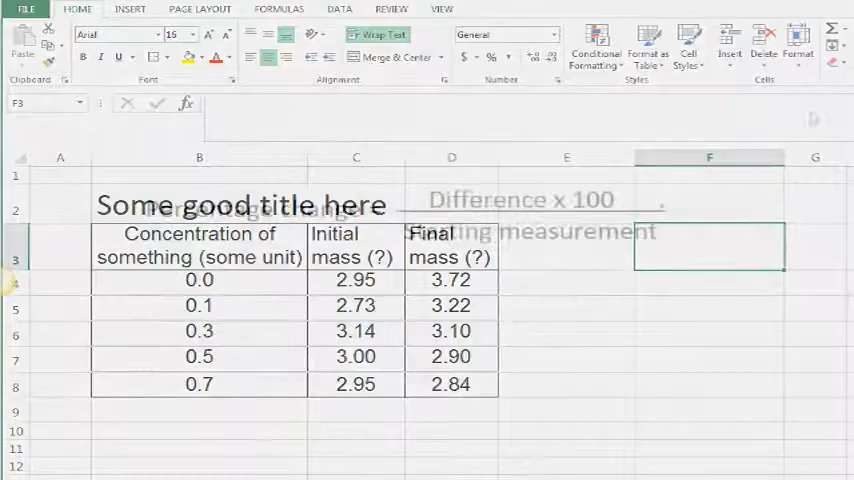 FILE HOME INSERT PAGE LAYOUT FORMULAS DATA REVIEW VIEW
Arial 16 Wrap Text General
Paste B I U A A Merge & Center $ % Conditional Formatting Format as Table Cell Styles Insert Delete Format
Clipboard Font Alignment Number Styles Cells
F3 fx
A B C D E F G
1
2 Some good title here
Percentage change = Difference x 100
Starting measurement
3 Concentration of something (some unit) Initial mass (?) Final mass (?)
4 0.0 2.95 3.72
5 0.1 2.73 3.22
6 0.3 3.14 3.10
7 0.5 3.00 2.90
8 0.7 2.95 2.84
9
10
11
12